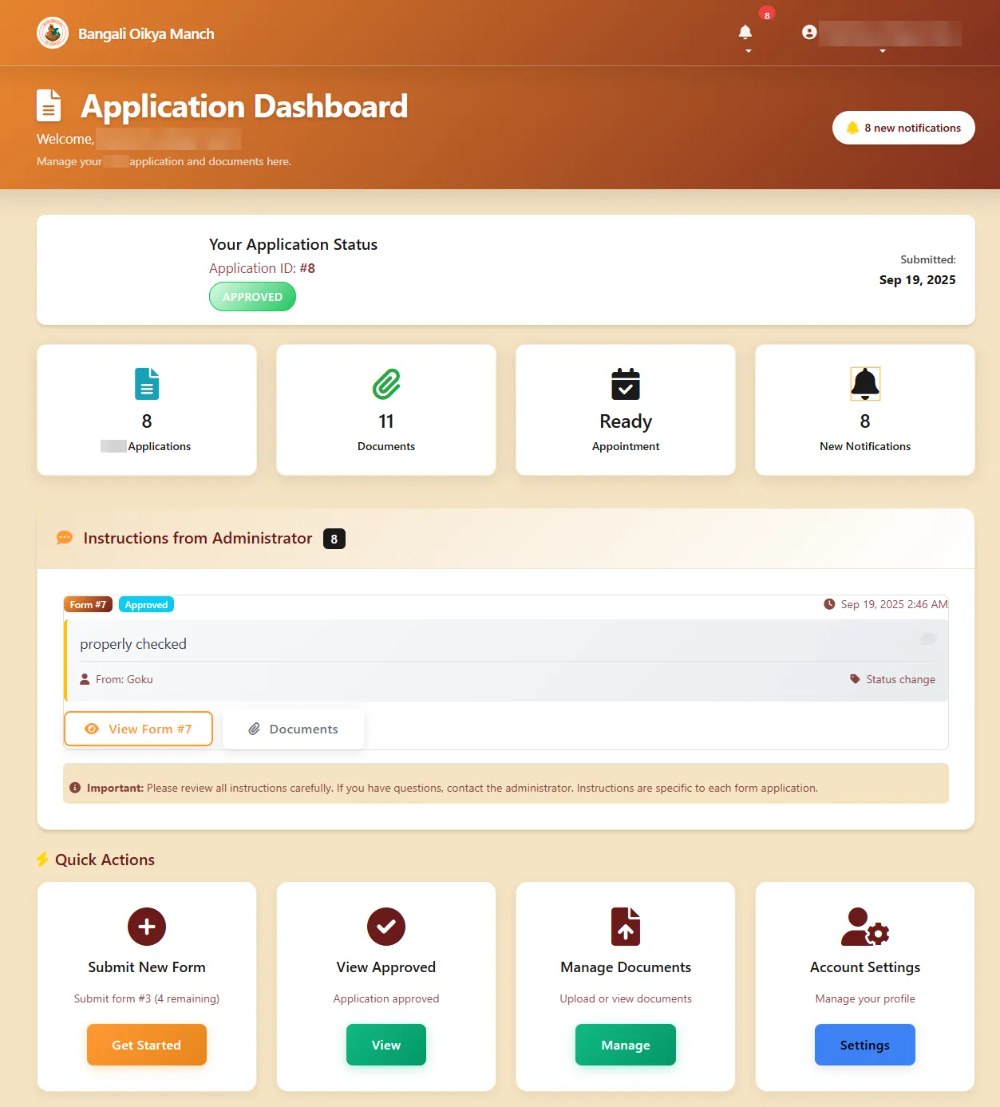 Bangali Oikya Manch
8
Application Dashboard
Welcome,
Manage your application and documents here.
8 new notifications
Your Application Status
Application ID: #8
APPROVED
Submitted:
Sep 19, 2025
8
Applications
11
Documents
Ready
Appointment
8
New Notifications
Instructions from Administrator 8
Form #7 Approved Sep 19, 2025 2:46 AM
properly checked
From: Goku Status change
View Form #7 Documents
Important: Please review all instructions carefully. If you have questions, contact the administrator. Instructions are specific to each form application.
Quick Actions
Submit New Form
Submit form #3 (4 remaining)
Get Started
View Approved
Application approved
View
Manage Documents
Upload or view documents
Manage
Account Settings
Manage your profile
Settings